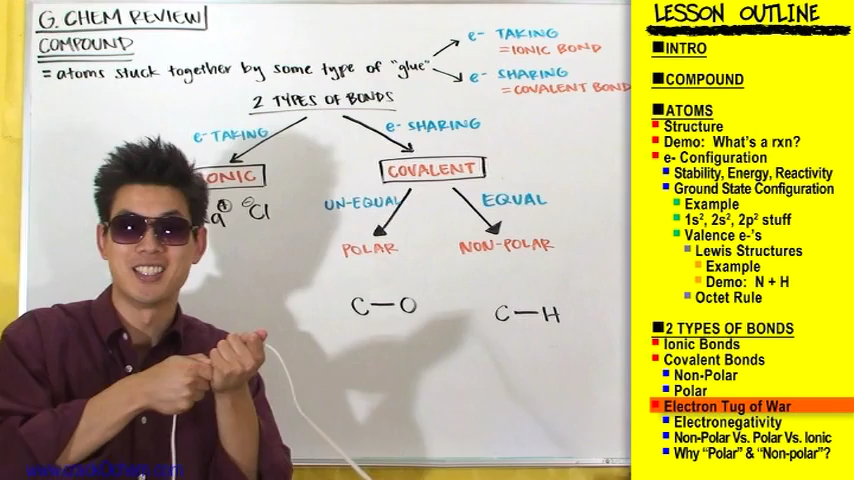 G. CHEM REVIEW
COMPOUND
= atoms stuck together by some type of "glue"
e- TAKING
= IONIC BOND
e- SHARING
= COVALENT BOND
2 TYPES OF BONDS
e- TAKING
e- SHARING
IONIC
COVALENT
UN-EQUAL
EQUAL
+ - Cl
POLAR
NON-POLAR
C-O
C-H
LESSON OUTLINE
INTRO
COMPOUND
ATOMS
Structure
Demo: What's a rxn?
e- Configuration
Stability, Energy, Reactivity
Ground State Configuration
Example
1s², 2s², 2p² stuff
Valence e-'s
Lewis Structures
Example
Demo: N + H
Octet Rule
2 TYPES OF BONDS
Ionic Bonds
Covalent Bonds
Non-Polar
Polar
Electron Tug of War
Electronegativity
Non-Polar Vs. Polar Vs. Ionic
Why "Polar" & "Non-polar"?